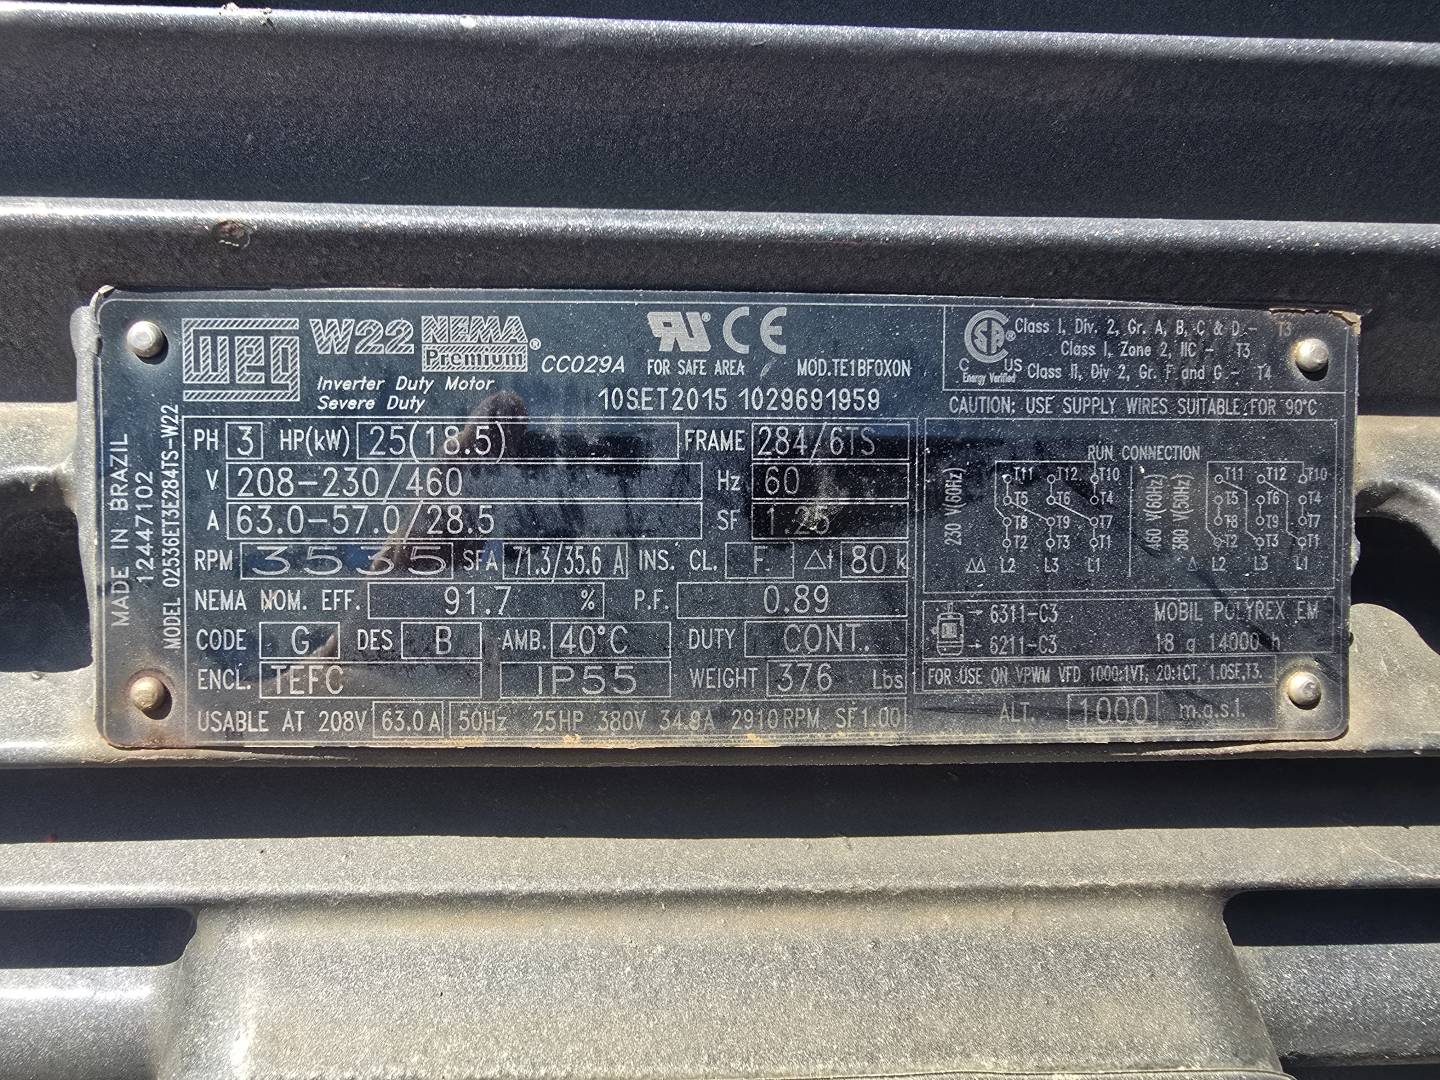 WEG W22 NEMA Premium® CC029A
Inverter Duty Motor
Severe Duty
FOR SAFE AREA
MOD.TE1BFOXON
10SET2015 1029691959
CSA C US Energy Verified
Class I, Div. 2, Gr. A, B, C & D - T3
Class I, Zone 2, IIC - T3
Class II, Div 2, Gr. F and G - T4
CAUTION: USE SUPPLY WIRES SUITABLE FOR 90°C
MADE IN BRAZIL
12447102
MODEL 02536ET3E284TS-W22
PH 3 HP(kW) 25(18.5) FRAME 284/6TS
V 208-230/460 Hz 60
A 63.0-57.0/28.5 SF 1.25
RPM 3535 SFA 71.3/35.6 A INS. CL. F Δt 80 K
NEMA NOM. EFF. 91.7 % P.F. 0.89
CODE G DES B AMB. 40°C DUTY CONT.
ENCL. TEFC IP55 WEIGHT 376 Lbs
USABLE AT 208V 63.0 A 50Hz 25HP 380V 34.9A 2910 RPM SF1.00
RUN CONNECTION
230 V(60Hz)
T11 T12 T10
T5 T6 T4
T8 T9 T7
T2 T3 T1
ΔΔ L2 L3 L1
460 V(60Hz)
380 V(50Hz)
T11 T12 T10
T5 T6 T4
T8 T9 T7
T2 T3 T1
Δ L2 L3 L1
6311-C3 MOBIL POLYREX EM
6211-C3 18 g 14000 h
FOR USE ON VPWM VFD 1000:1VT, 20:1CT, 1.0SF,T3.
ALT. 1000 m.a.s.l.